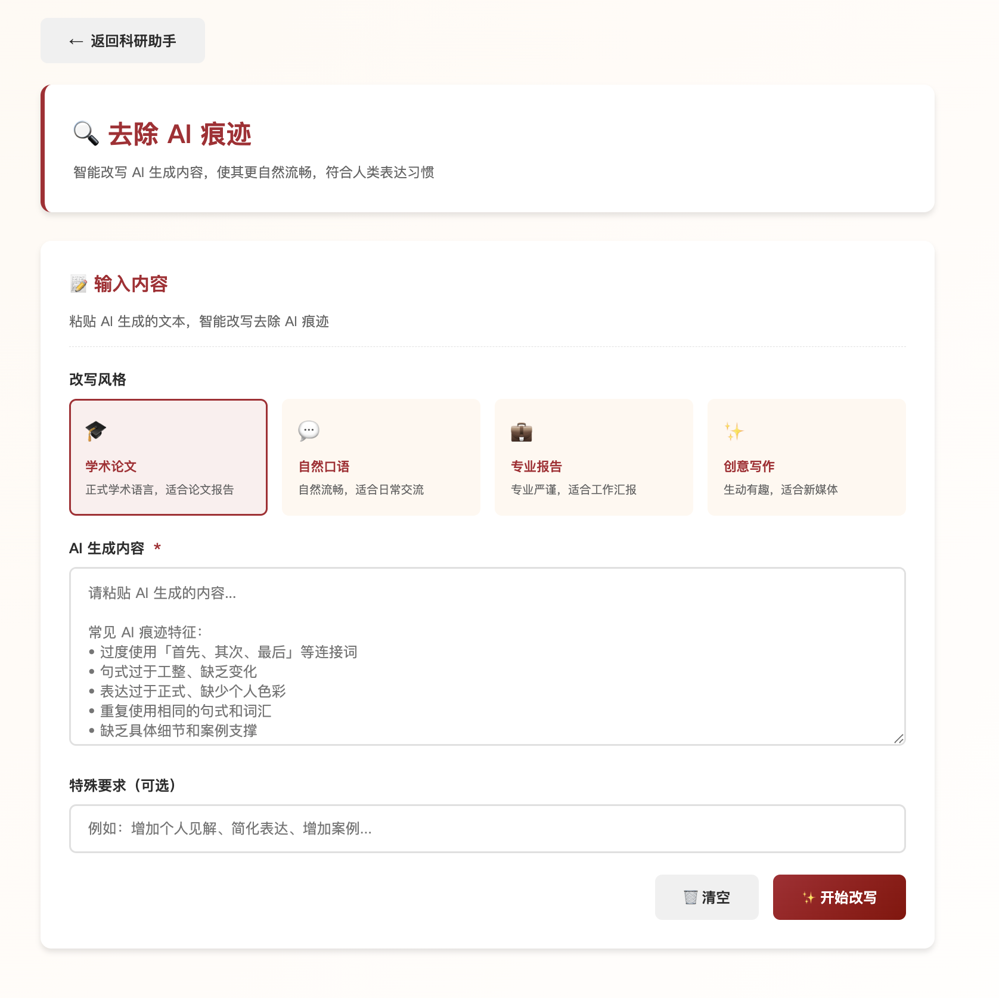 ← 返回科研助手
🔍 去除 AI 痕迹
智能改写 AI 生成内容，使其更自然流畅，符合人类表达习惯
📝 输入内容
粘贴 AI 生成的文本，智能改写去除 AI 痕迹
改写风格
🎓
学术论文
正式学术语言，适合论文报告
💬
自然口语
自然流畅，适合日常交流
💼
专业报告
专业严谨，适合工作汇报
✨
创意写作
生动有趣，适合新媒体
AI 生成内容 *
请粘贴 AI 生成的内容...
常见 AI 痕迹特征：
• 过度使用「首先、其次、最后」等连接词
• 句式过于工整、缺乏变化
• 表达过于正式、缺少个人色彩
• 重复使用相同的句式和词汇
• 缺乏具体细节和案例支撑
特殊要求（可选）
例如：增加个人见解、简化表达、增加案例...
🗑️ 清空
✨ 开始改写